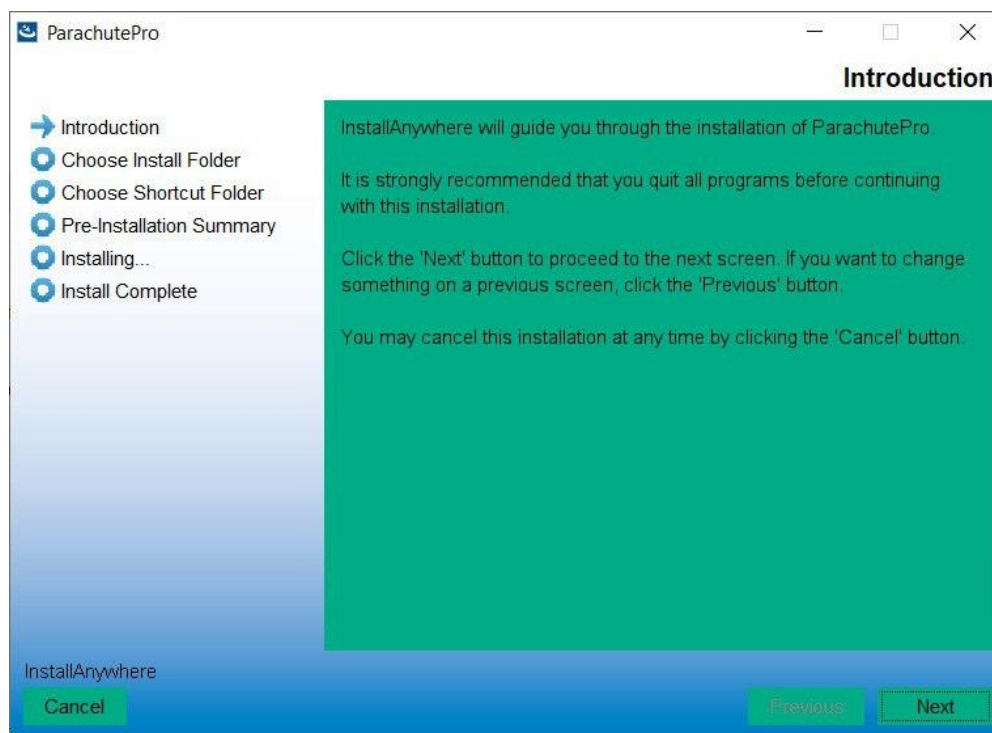 ParachutePro
Introduction
Introduction
Choose Install Folder
Choose Shortcut Folder
Pre-Installation Summary
Installing...
Install Complete
InstallAnywhere will guide you through the installation of ParachutePro.
It is strongly recommended that you quit all programs before continuing
with this installation.
Click the 'Next' button to proceed to the next screen. If you want to change
something on a previous screen, click the 'Previous' button.
You may cancel this installation at any time by clicking the 'Cancel' button.
InstallAnywhere
Cancel
Previous
Next